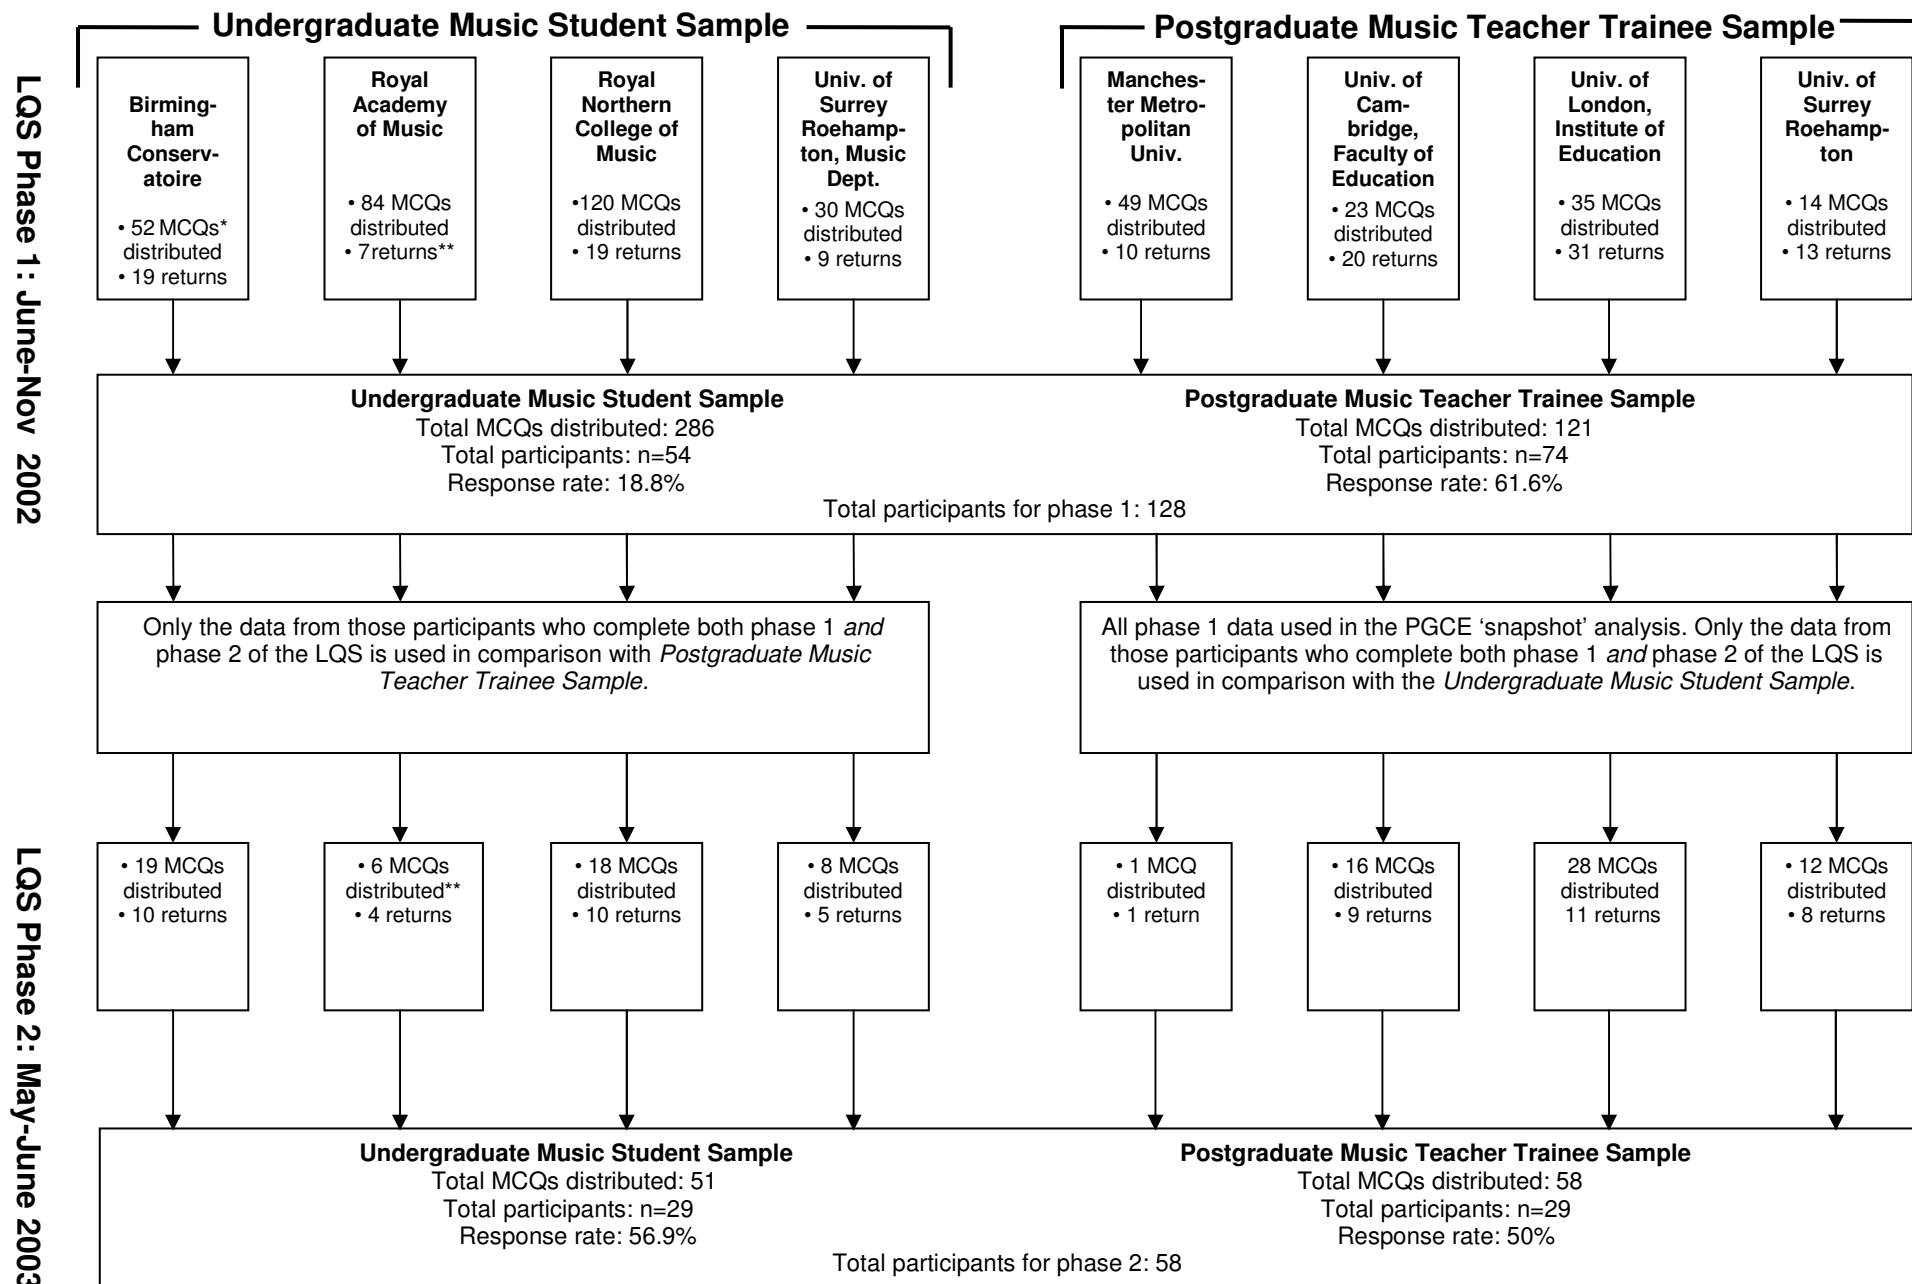 Undergraduate Music Student Sample
Postgraduate Music Teacher Trainee Sample
LQS Phase 1: June-Nov 2002
Birming-
ham
Conserv-
atoire
• 52 MCQs*
distributed
• 19 returns
Royal
Academy
of Music
• 84 MCQs
distributed
• 7returns**
Royal
Northern
College of
Music
•120 MCQs
distributed
• 19 returns
Univ. of
Surrey
Roehamp-
ton, Music
Dept.
• 30 MCQs
distributed
• 9 returns
Manches-
ter Metro-
politan
Univ.
• 49 MCQs
distributed
• 10 returns
Univ. of
Cam-
bridge,
Faculty of
Education
• 23 MCQs
distributed
• 20 returns
Univ. of
London,
Institute of
Education
• 35 MCQs
distributed
• 31 returns
Univ. of
Surrey
Roehamp-
ton
• 14 MCQs
distributed
• 13 returns
Undergraduate Music Student Sample
Total MCQs distributed: 286
Total participants: n=54
Response rate: 18.8%
Postgraduate Music Teacher Trainee Sample
Total MCQs distributed: 121
Total participants: n=74
Response rate: 61.6%
Total participants for phase 1: 128
Only the data from those participants who complete both phase 1 and
phase 2 of the LQS is used in comparison with Postgraduate Music
Teacher Trainee Sample.
All phase 1 data used in the PGCE ‘snapshot’ analysis. Only the data from
those participants who complete both phase 1 and phase 2 of the LQS is
used in comparison with the Undergraduate Music Student Sample.
LQS Phase 2: May-June 2003
• 19 MCQs
distributed
• 10 returns
• 6 MCQs
distributed**
• 4 returns
• 18 MCQs
distributed
• 10 returns
• 8 MCQs
distributed
• 5 returns
• 1 MCQ
distributed
• 1 return
• 16 MCQs
distributed
• 9 returns
28 MCQs
distributed
11 returns
• 12 MCQs
distributed
• 8 returns
Undergraduate Music Student Sample
Total MCQs distributed: 51
Total participants: n=29
Response rate: 56.9%
Postgraduate Music Teacher Trainee Sample
Total MCQs distributed: 58
Total participants: n=29
Response rate: 50%
Total participants for phase 2: 58